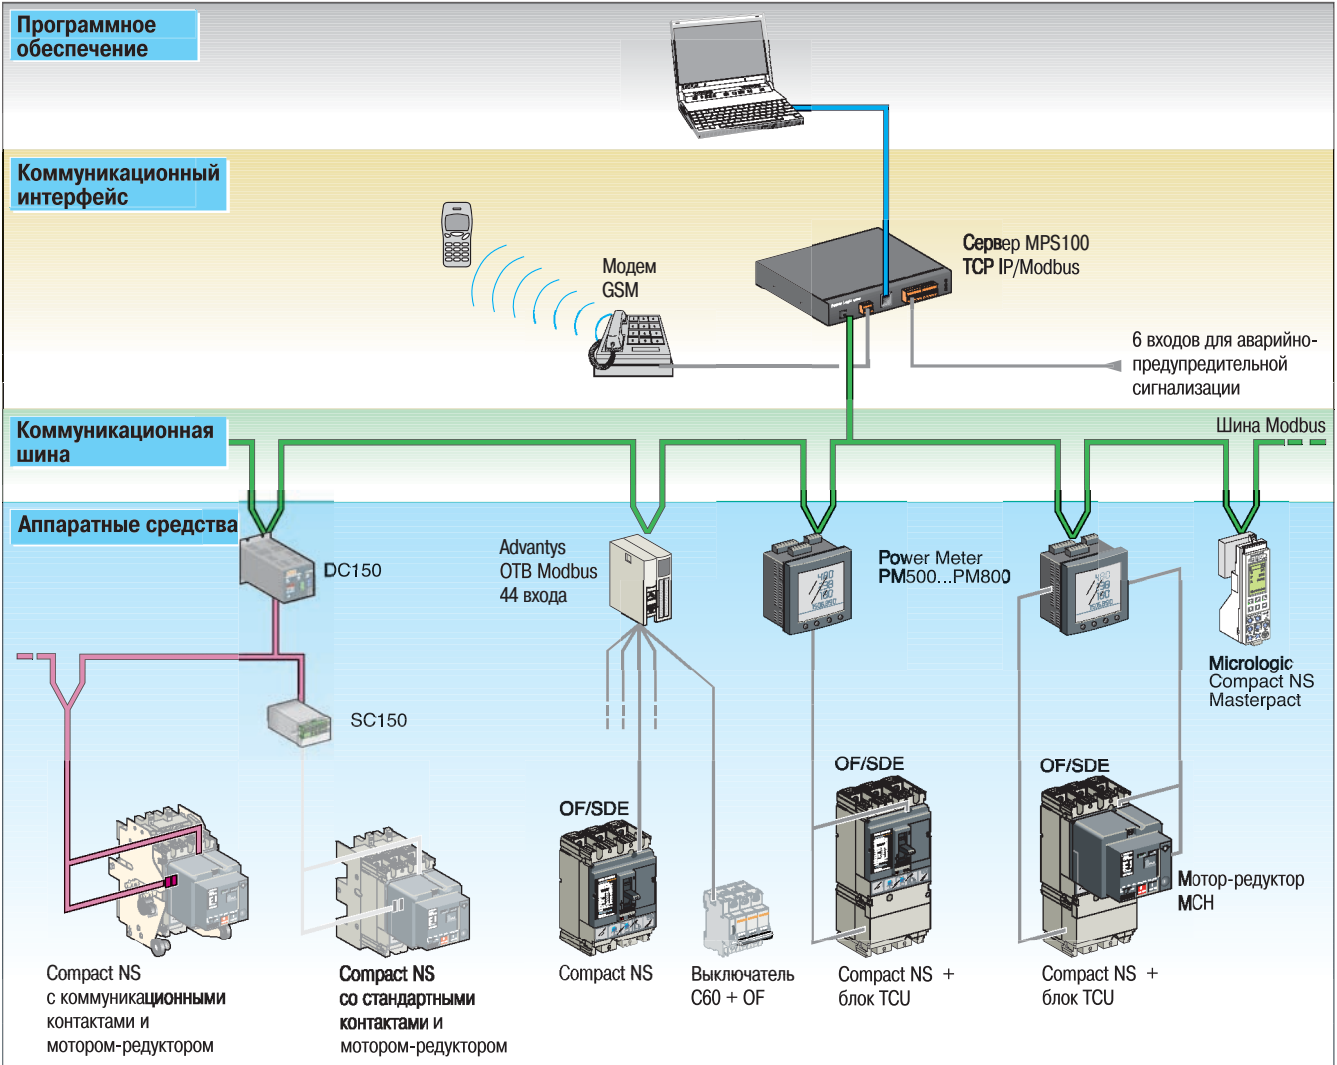 Программное
обеспечение
Коммуникационный
интерфейс
Модем
GSM
Сервер MPS100
TCP IP/Modbus
6 входов для аварийно-
предупредительной
сигнализации
Коммуникационная
шина
Шина Modbus
Аппаратные средства
DC150
Advantys
OTB Modbus
44 входа
Power Meter
PM500...PM800
Micrologic
Compact NS
Masterpact
SC150
OF/SDE
OF/SDE
OF/SDE
Мотор-редуктор
MCH
Compact NS
с коммуникационными
контактами и
мотором-редуктором
Compact NS
со стандартными
контактами и
мотором-редуктором
Compact NS
Выключатель
C60 + OF
Compact NS +
блок TCU
Compact NS +
блок TCU